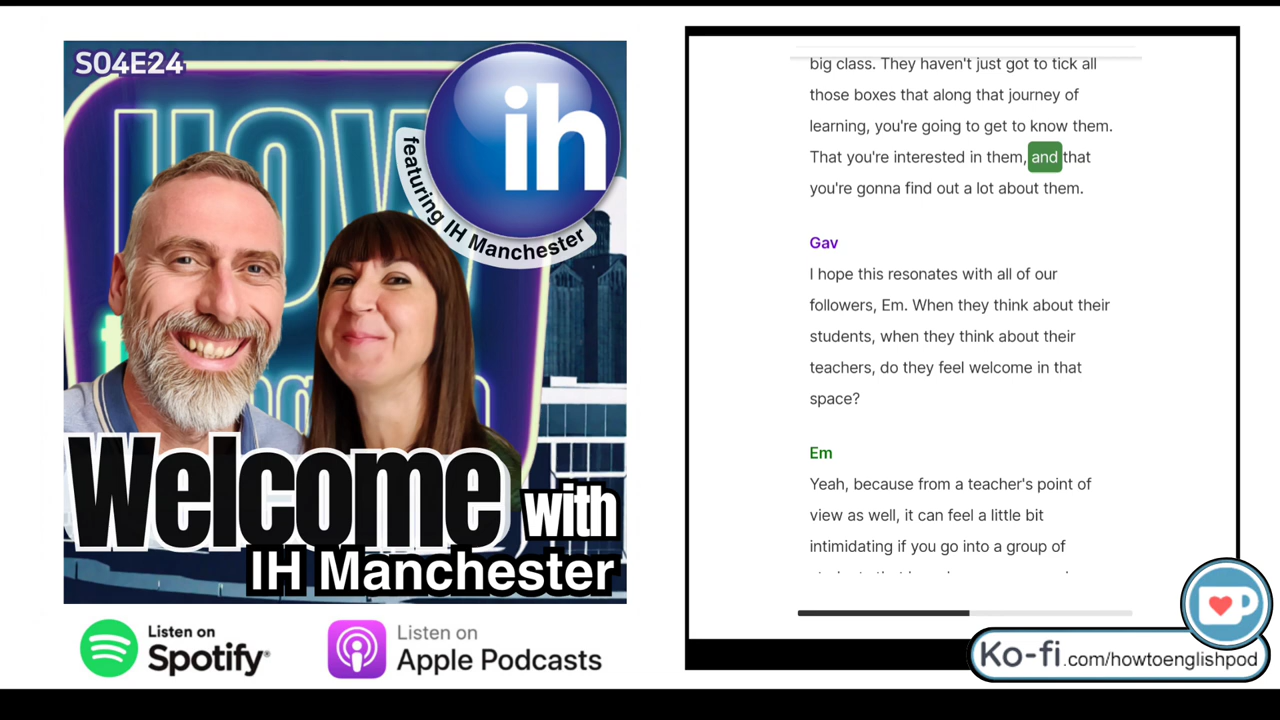 S04E24
ih
featuring IH Manchester
Welcome with
IH Manchester
Listen on
Spotify
Listen on
Apple Podcasts
big class. They haven't just got to tick all
those boxes that along that journey of
learning, you're going to get to know them.
That you're interested in them, and that
you're gonna find out a lot about them.
Gav
I hope this resonates with all of our
followers, Em. When they think about their
students, when they think about their
teachers, do they feel welcome in that
space?
Em
Yeah, because from a teacher's point of
view as well, it can feel a little bit
intimidating if you go into a group of
Ko-fi.com/howtoenglishpod